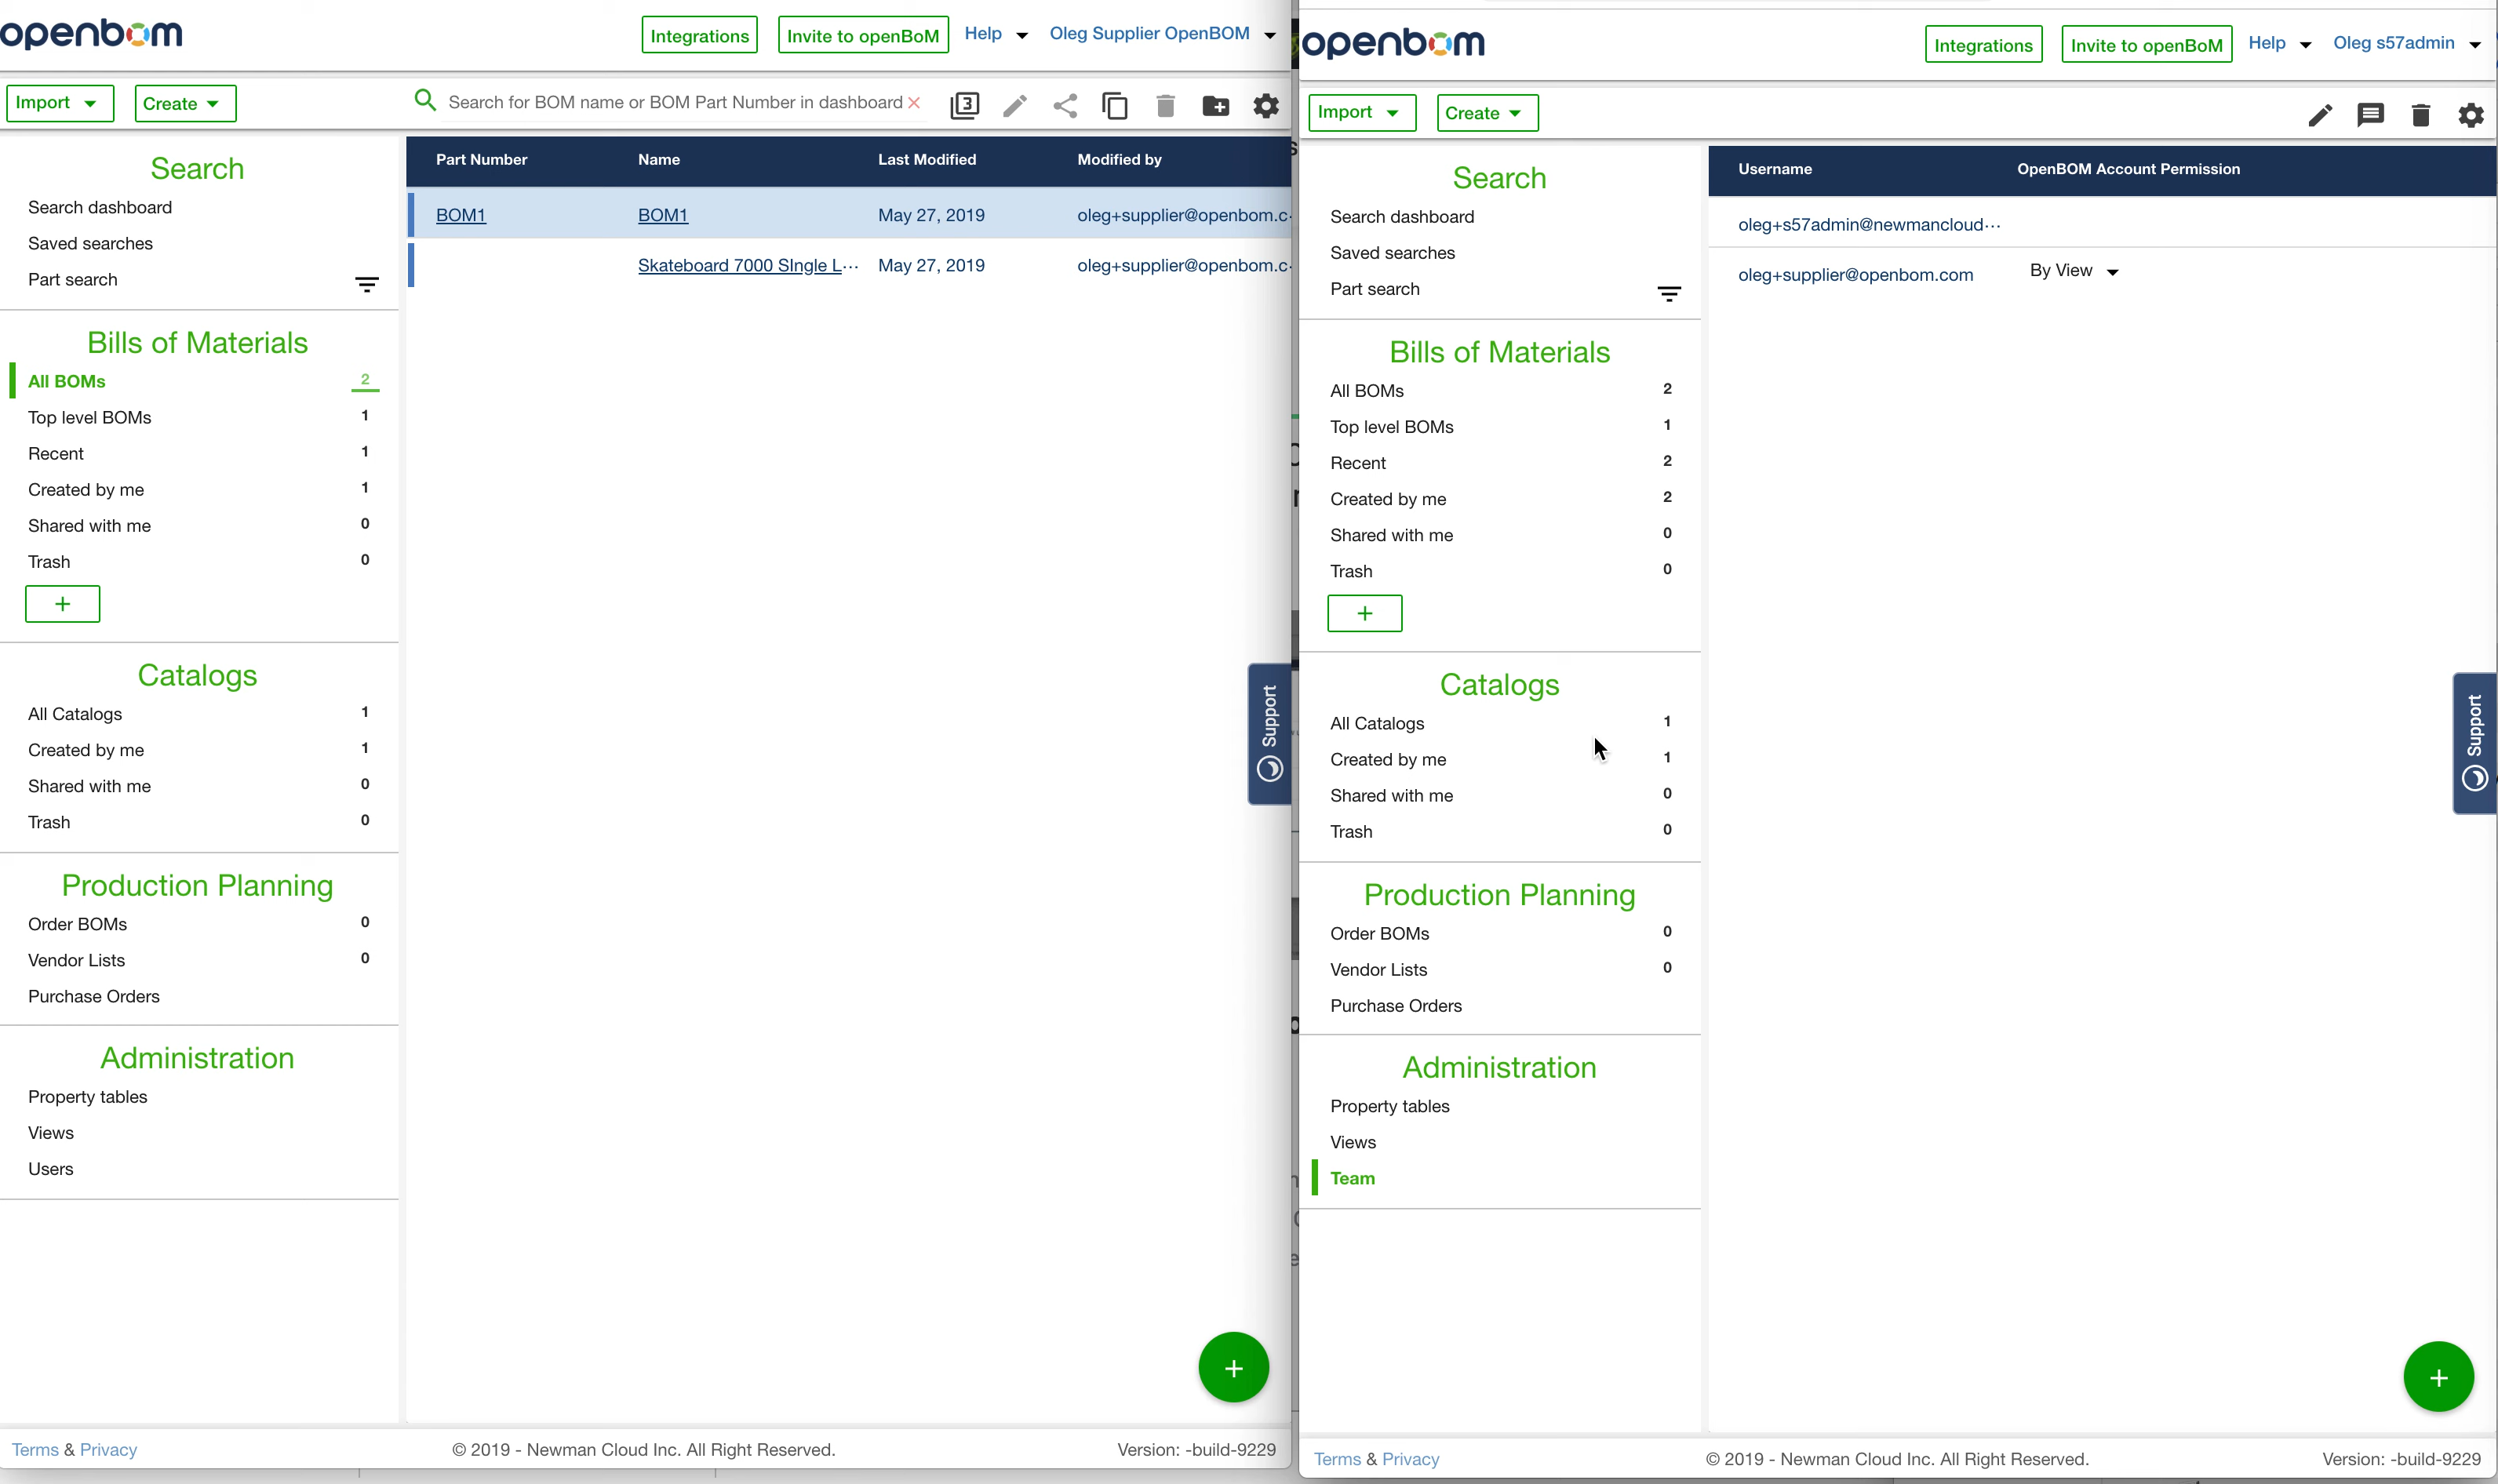 openbom
Integrations
Invite to openBoM
Help
Oleg Supplier OpenBOM
Import
Create
Search for BOM name or BOM Part Number in dashboard
3
Search
Search dashboard
Saved searches
Part search
Bills of Materials
All BOMs 2
Top level BOMs 1
Recent 1
Created by me 1
Shared with me 0
Trash 0
+
Catalogs
All Catalogs 1
Created by me 1
Shared with me 0
Trash 0
Production Planning
Order BOMs 0
Vendor Lists 0
Purchase Orders
Administration
Property tables
Views
Users
Part Number Name Last Modified Modified by
BOM1 BOM1 May 27, 2019 oleg+supplier@openbom.c
Skateboard 7000 SIngle L··· May 27, 2019 oleg+supplier@openbom.c
Support
+
Terms & Privacy
© 2019 - Newman Cloud Inc. All Right Reserved.
Version: -build-9229
openbom
Integrations
Invite to openBoM
Help
Oleg s57admin
Import
Create
Search
Search dashboard
Saved searches
Part search
Bills of Materials
All BOMs 2
Top level BOMs 1
Recent 2
Created by me 2
Shared with me 0
Trash 0
+
Catalogs
All Catalogs 1
Created by me 1
Shared with me 0
Trash 0
Production Planning
Order BOMs 0
Vendor Lists 0
Purchase Orders
Administration
Property tables
Views
Team
Username OpenBOM Account Permission
oleg+s57admin@newmancloud···
oleg+supplier@openbom.com By View
Support
+
Terms & Privacy
© 2019 - Newman Cloud Inc. All Right Reserved.
Version: -build-9229